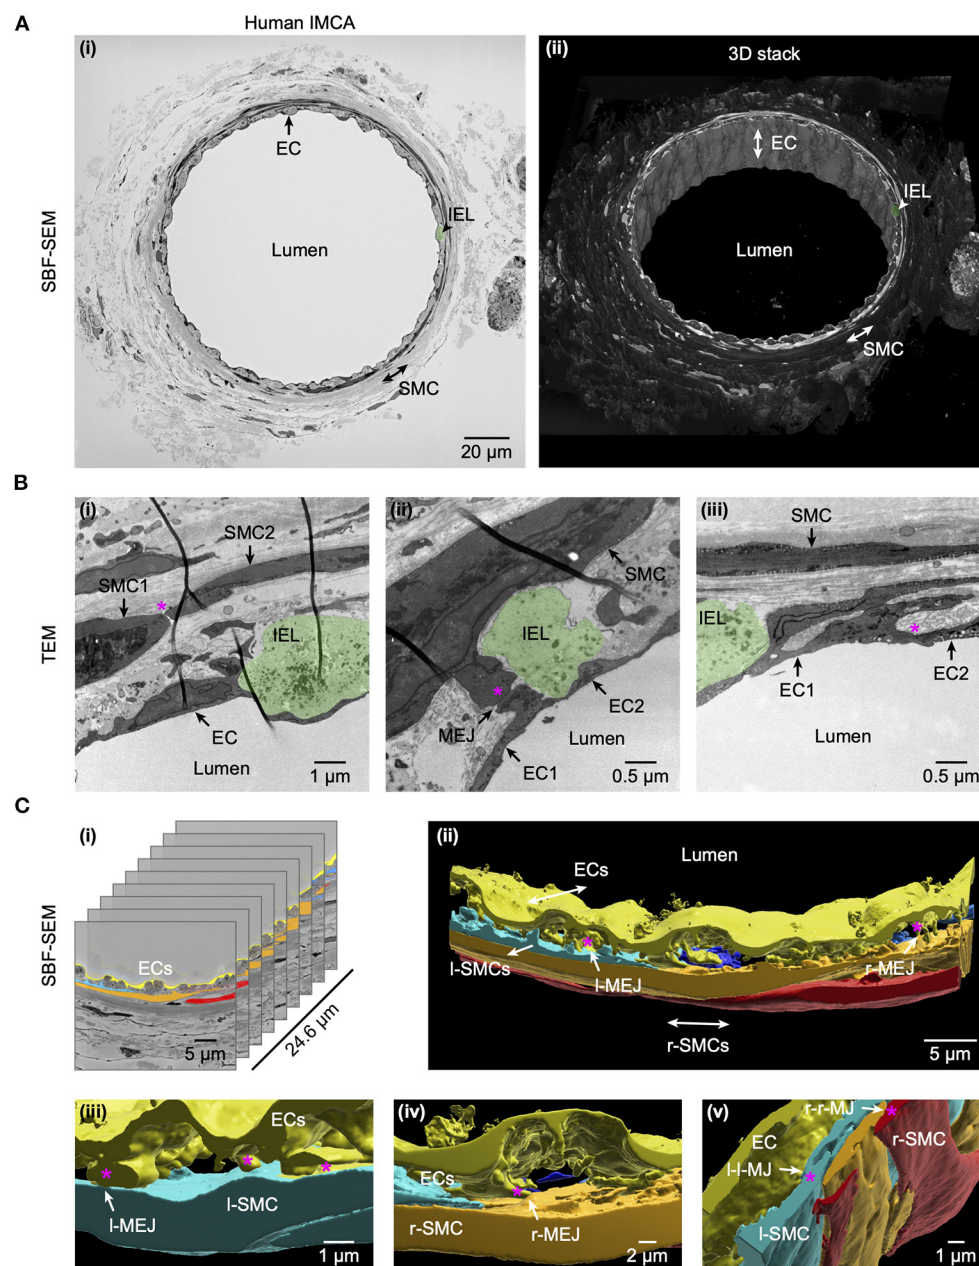 A
Human IMCA
(i)
EC
IEL
Lumen
SMC
20 µm
SBF-SEM
(ii)
3D stack
EC
IEL
Lumen
SMC
B
TEM
(i)
SMC2
SMC1
*
IEL
EC
Lumen
1 µm
(ii)
SMC
IEL
*
MEJ
EC2
Lumen
EC1
0.5 µm
(iii)
SMC
IEL
*
EC1
EC2
Lumen
0.5 µm
C
SBF-SEM
(i)
ECs
5 µm
24.6 µm
(ii)
Lumen
ECs
*
*
l-SMCs
l-MEJ
r-MEJ
r-SMCs
5 µm
(iii)
ECs
*
*
*
l-MEJ
l-SMC
1 µm
(iv)
ECs
*
r-SMC
r-MEJ
2 µm
(v)
r-r-MJ
*
EC
r-SMC
l-l-MJ
*
l-SMC
1 µm